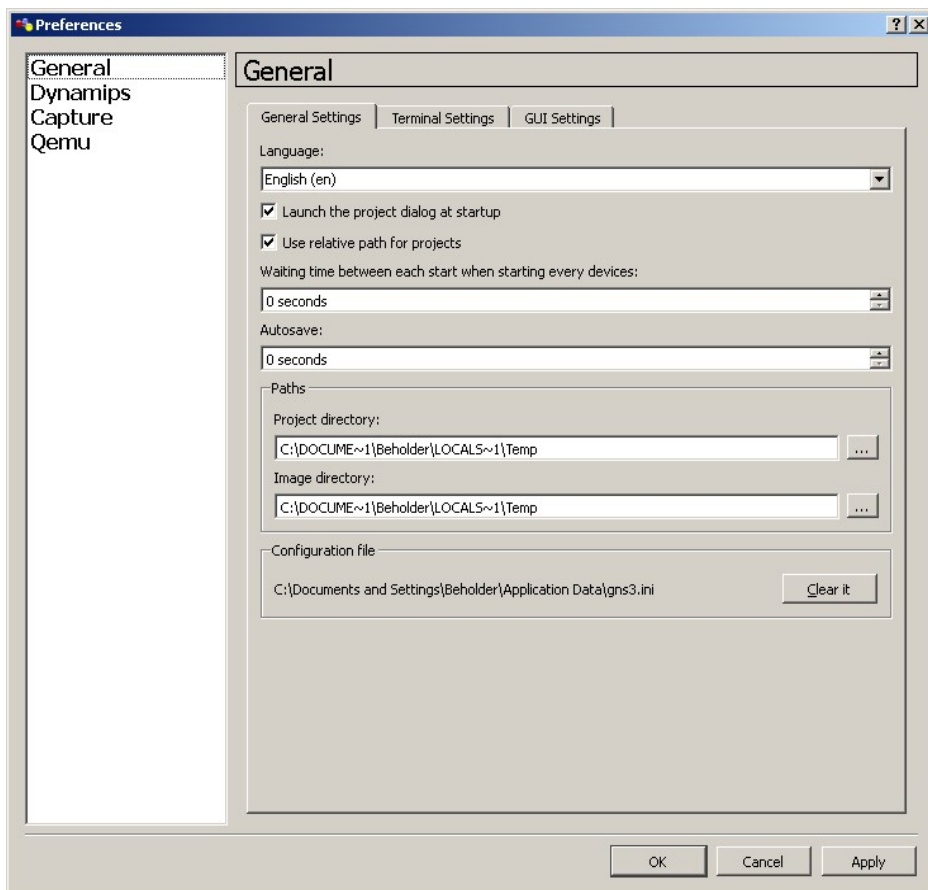 Preferences
General
Dynamips
Capture
Qemu
General
General Settings
Terminal Settings
GUI Settings
Language:
English (en)
Launch the project dialog at startup
Use relative path for projects
Waiting time between each start when starting every devices:
0 seconds
Autosave:
0 seconds
Paths
Project directory:
C:\DOCUME~1\Beholder\LOCALS~1\Temp
...
Image directory:
C:\DOCUME~1\Beholder\LOCALS~1\Temp
...
Configuration file
C:\Documents and Settings\Beholder\Application Data\gns3.ini
Clear it
OK
Cancel
Apply